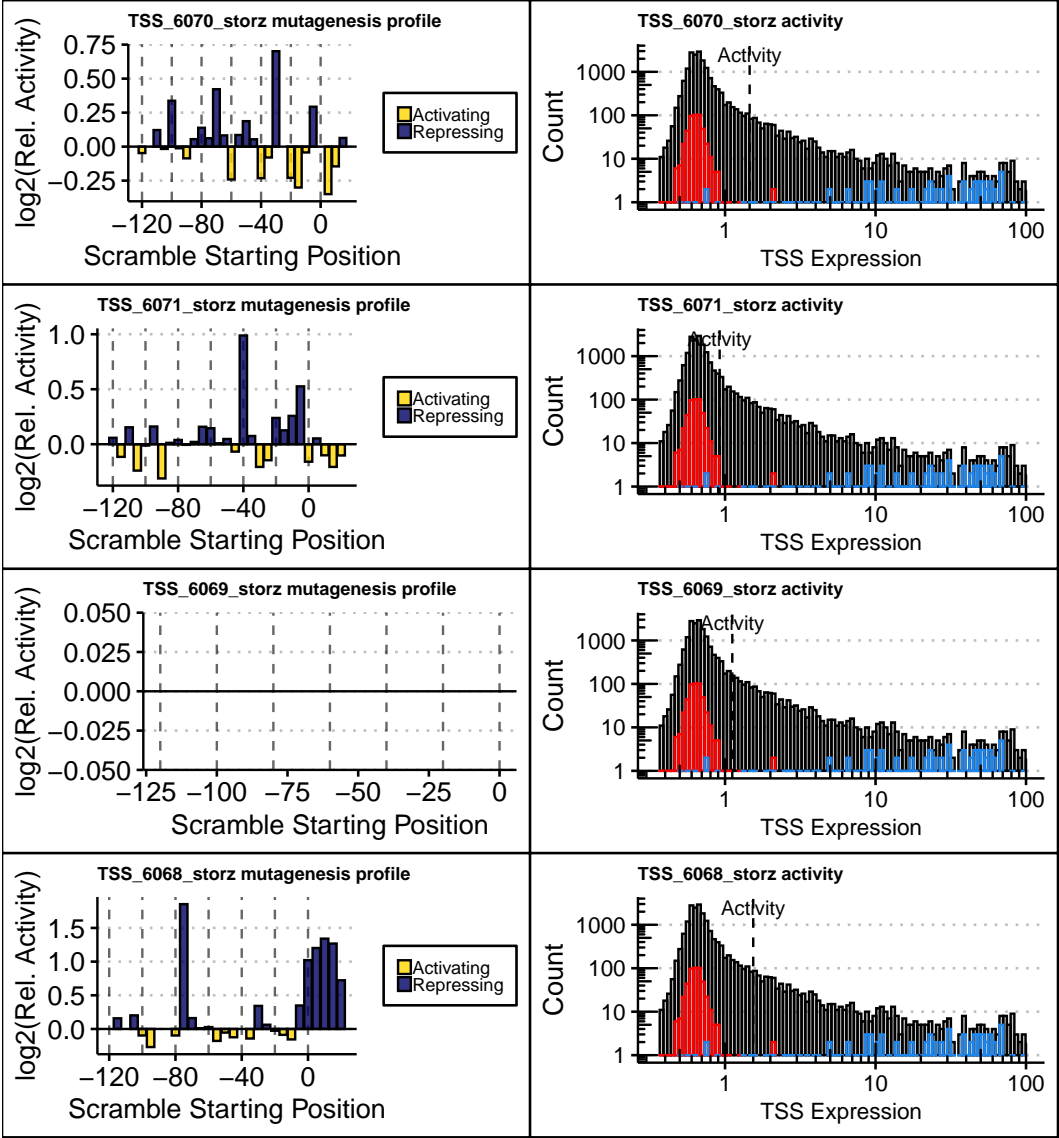 TSS_6070_storz mutagenesis profile
log2(Rel. Activity)
0.75
0.50
0.25
0.00
−0.25
−120 −80 −40 0
Scramble Starting Position
Activating
Repressing
TSS_6070_storz activity
Activity
Count
1000
100
10
1
1 10 100
TSS Expression
TSS_6071_storz mutagenesis profile
log2(Rel. Activity)
1.0
0.5
0.0
−120 −80 −40 0
Scramble Starting Position
Activating
Repressing
TSS_6071_storz activity
Activity
Count
1000
100
10
1
1 10 100
TSS Expression
TSS_6069_storz mutagenesis profile
log2(Rel. Activity)
0.050
0.025
0.000
−0.025
−0.050
−125 −100 −75 −50 −25 0
Scramble Starting Position
TSS_6069_storz activity
Activity
Count
1000
100
10
1
1 10 100
TSS Expression
TSS_6068_storz mutagenesis profile
log2(Rel. Activity)
1.5
1.0
0.5
0.0
−120 −80 −40 0
Scramble Starting Position
Activating
Repressing
TSS_6068_storz activity
Activity
Count
1000
100
10
1
1 10 100
TSS Expression